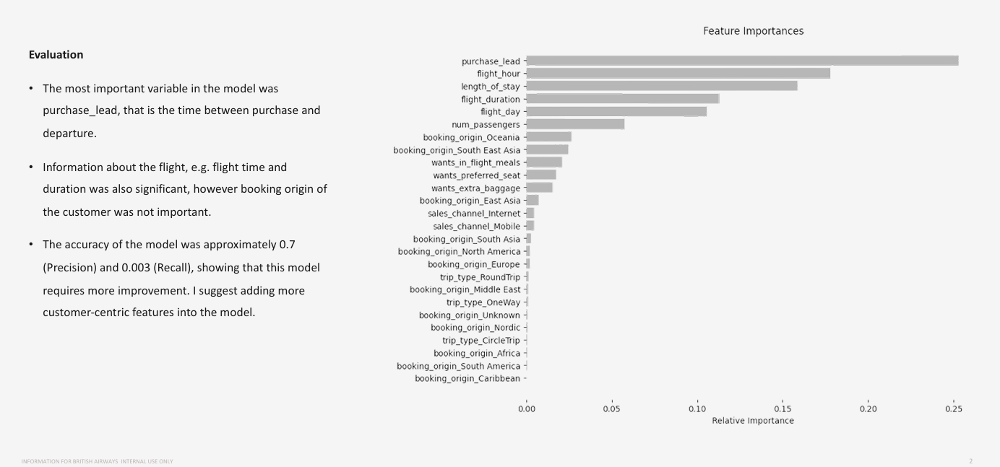 Evaluation
• The most important variable in the model was
purchase_lead, that is the time between purchase and
departure.
• Information about the flight, e.g. flight time and
duration was also significant, however booking origin of
the customer was not important.
• The accuracy of the model was approximately 0.7
(Precision) and 0.003 (Recall), showing that this model
requires more improvement. I suggest adding more
customer-centric features into the model.
Feature Importances
purchase_lead
flight_hour
length_of_stay
flight_duration
flight_day
num_passengers
booking_origin_Oceania
booking_origin_South East Asia
wants_in_flight_meals
wants_preferred_seat
wants_extra_baggage
booking_origin_East Asia
sales_channel_Internet
sales_channel_Mobile
booking_origin_South Asia
booking_origin_North America
booking_origin_Europe
trip_type_RoundTrip
booking_origin_Middle East
trip_type_OneWay
booking_origin_Unknown
booking_origin_Nordic
trip_type_CircleTrip
booking_origin_Africa
booking_origin_South America
booking_origin_Caribbean
0.00 0.05 0.10 0.15 0.20 0.25
Relative Importance
INFORMATION FOR BRITISH AIRWAYS INTERNAL USE ONLY
2